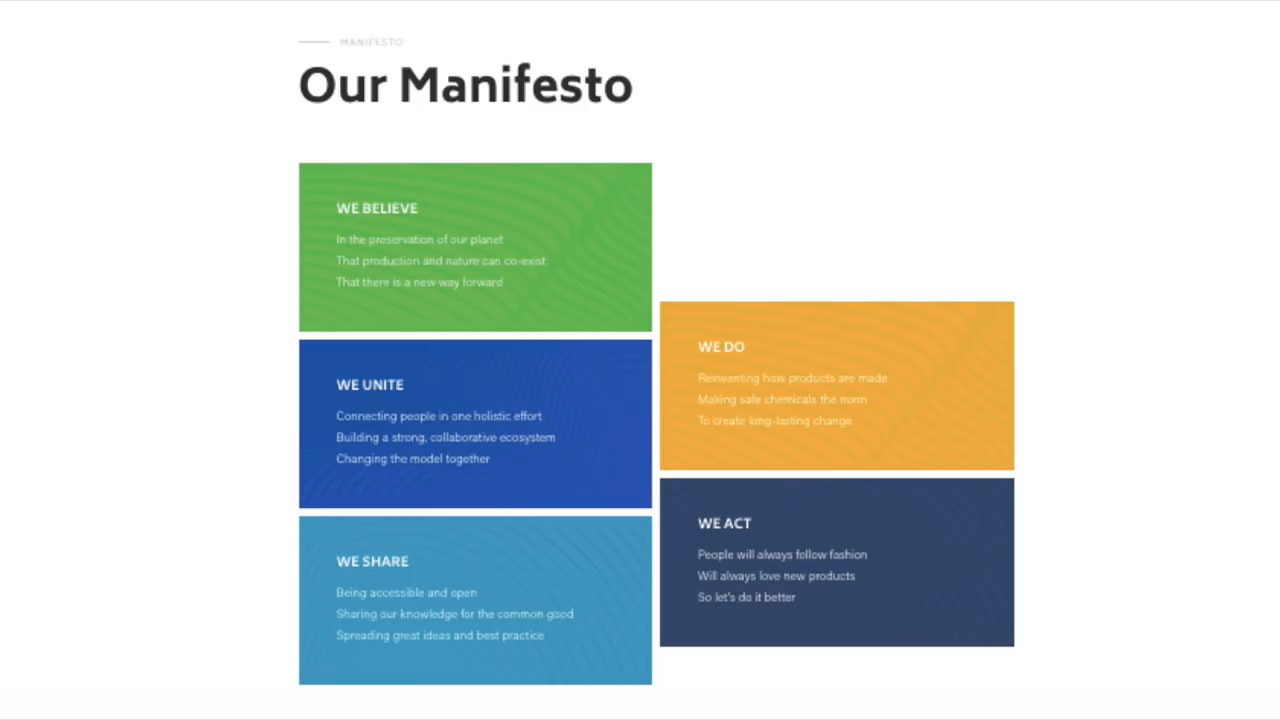 MANIFESTO
Our Manifesto
WE BELIEVE
In the preservation of our planet
That production and nature can co-exist
That there is a new way forward
WE UNITE
Connecting people in one holistic effort
Building a strong, collaborative ecosystem
Changing the model together
WE SHARE
Being accessible and open
Sharing our knowledge for the common good
Spreading great ideas and best practice
WE DO
Reinventing how products are made
Making safe chemicals the norm
To create long-lasting change
WE ACT
People will always follow fashion
Will always love new products
So let's do it better